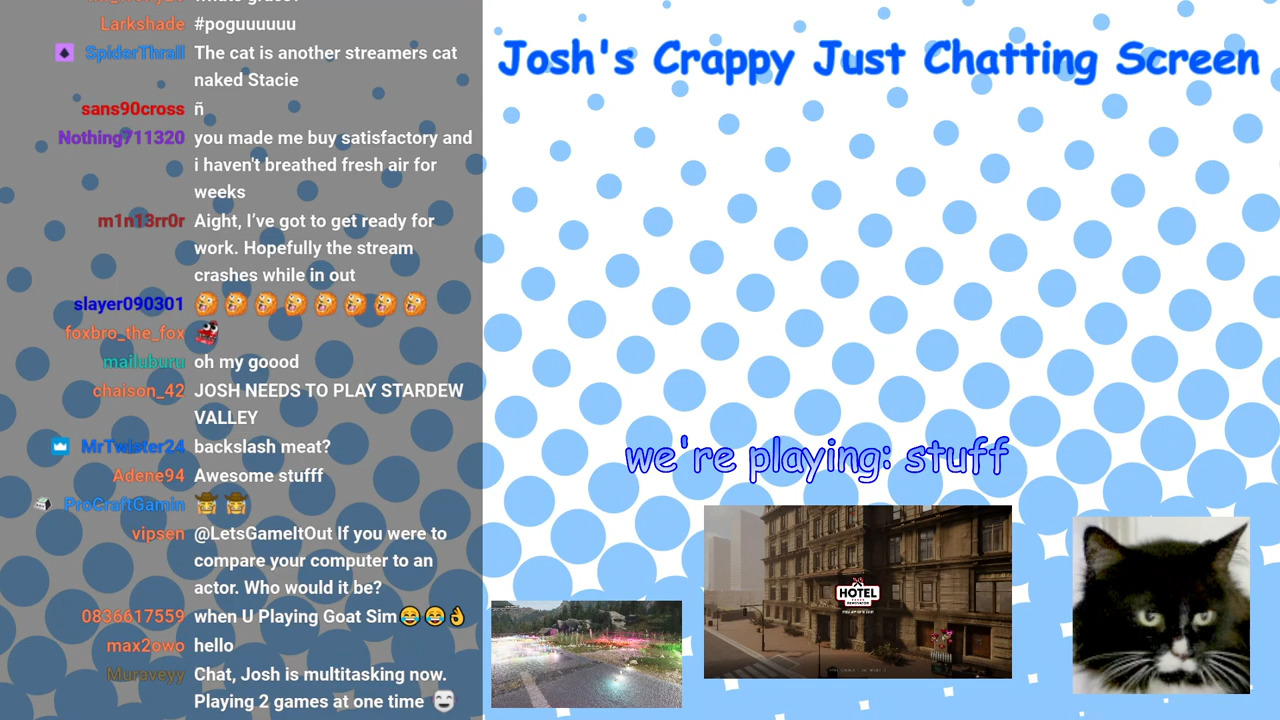 Larkshade #poguuuuuu
SpiderThrall The cat is another streamers cat
naked Stacie
sans90cross ñ
Nothing711320 you made me buy satisfactory and
i haven't breathed fresh air for
weeks
m1n13rr0r Aight, I've got to get ready for
work. Hopefully the stream
crashes while in out
slayer090301
foxbro_the_fox
mailuburu oh my goood
chaison_42 JOSH NEEDS TO PLAY STARDEW
VALLEY
MrTwister24 backslash meat?
Adene94 Awesome stufff
ProCraftGamin
vipsen @LetsGameItOut If you were to
compare your computer to an
actor. Who would it be?
0836617559 when U Playing Goat Sim😂😂👌
max2owo hello
Muraveyy Chat, Josh is multitasking now.
Playing 2 games at one time
Josh's Crappy Just Chatting Screen
we're playing: stuff
HOTEL
RENOVATOR